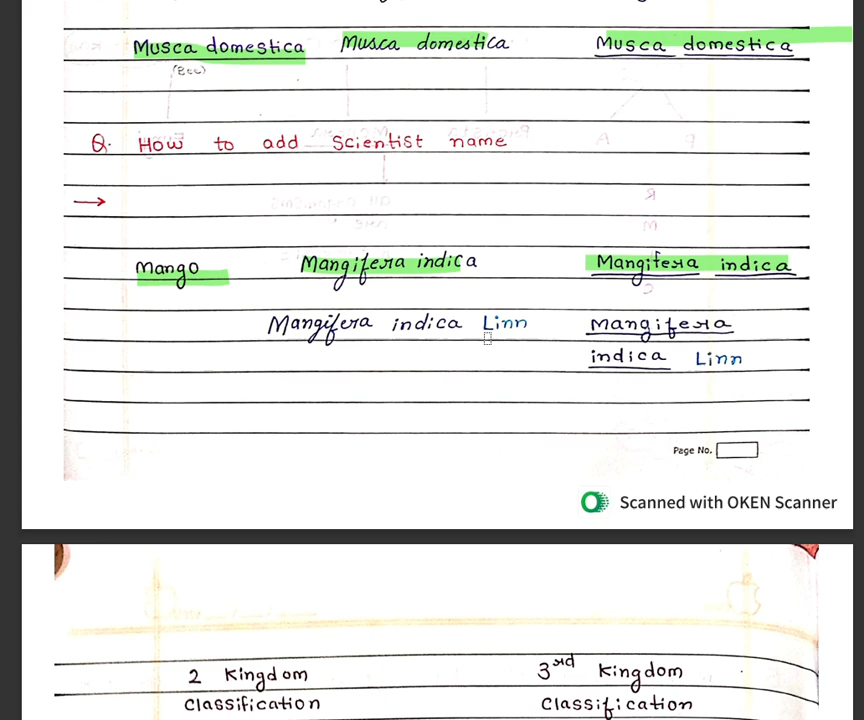 Musca domestica Musca domestica Musca domestica
(Bee)
Q. How to add Scientist name
→
Mango Mangifera indica Mangifera indica
Mangifera indica Linn Mangifera
indica Linn
Page No.
Scanned with OKEN Scanner
2 Kingdom 3rd Kingdom
Classification Classification